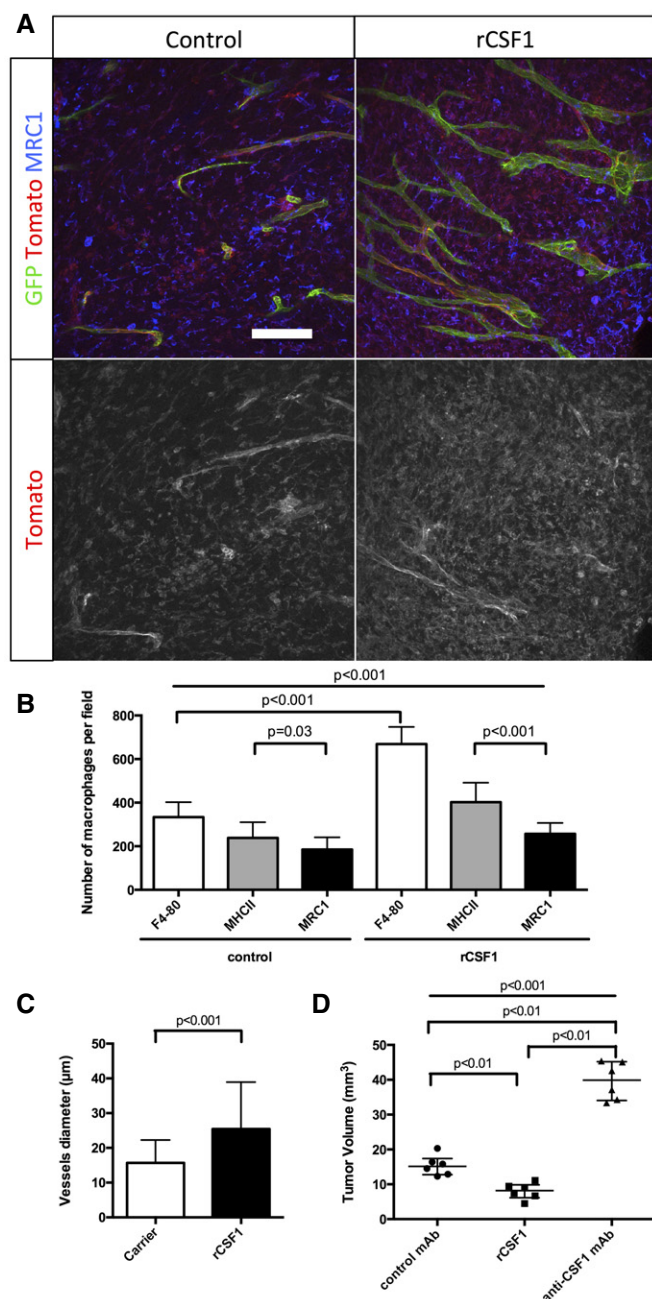 A
Control
rCSF1
GFP Tomato MRC1
Tomato
B
p<0.001
p<0.001
p=0.03
p<0.001
Number of macrophages per field
800
600
400
200
0
F4-80
MHCII
MRC1
F4-80
MHCII
MRC1
control
rCSF1
C
p<0.001
Vessels diameter (µm)
50
40
30
20
10
0
Carrier
rCSF1
D
p<0.001
p<0.01
p<0.01
p<0.01
Tumor Volume (mm³)
50
40
30
20
10
0
control mAb
rCSF1
anti-CSF1 mAb